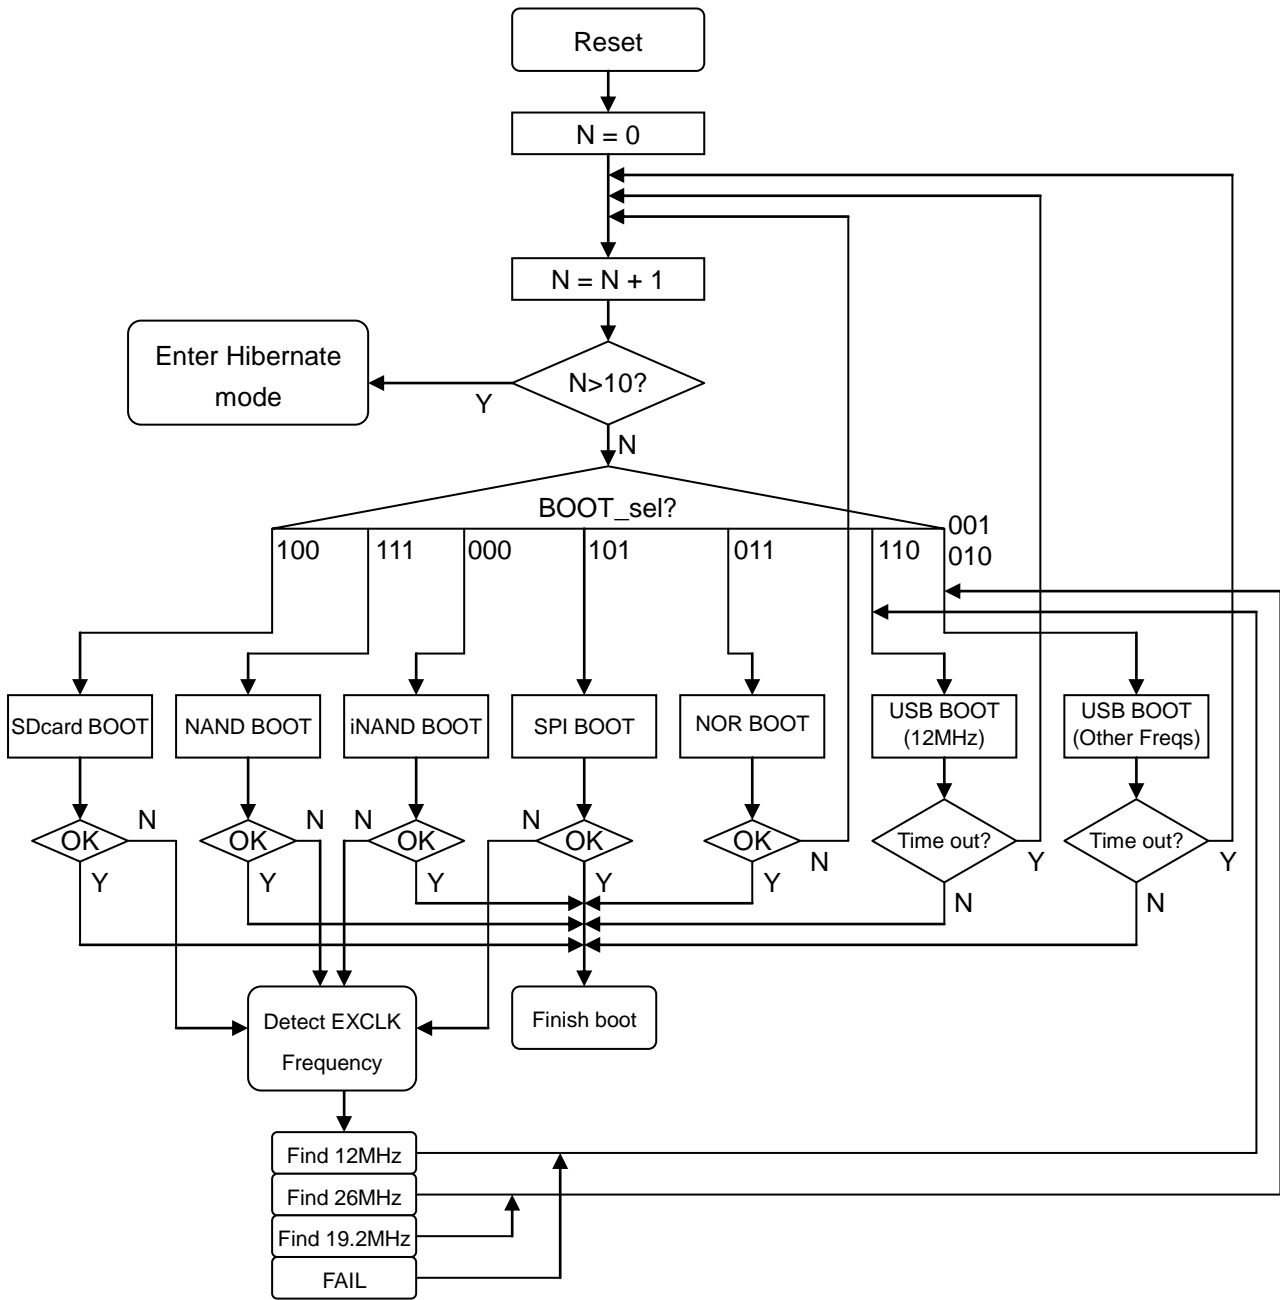 Reset
N = 0
N = N + 1
Enter Hibernate
mode
N>10?
Y
N
BOOT_sel?
100
111
000
101
011
110
001
010
SDcard BOOT
NAND BOOT
iNAND BOOT
SPI BOOT
NOR BOOT
USB BOOT
(12MHz)
USB BOOT
(Other Freqs)
OK
N
Y
OK
N
Y
N
OK
Y
N
OK
Y
OK
N
Y
Time out?
Y
N
Time out?
Y
N
Detect EXCLK
Frequency
Finish boot
Find 12MHz
Find 26MHz
Find 19.2MHz
FAIL